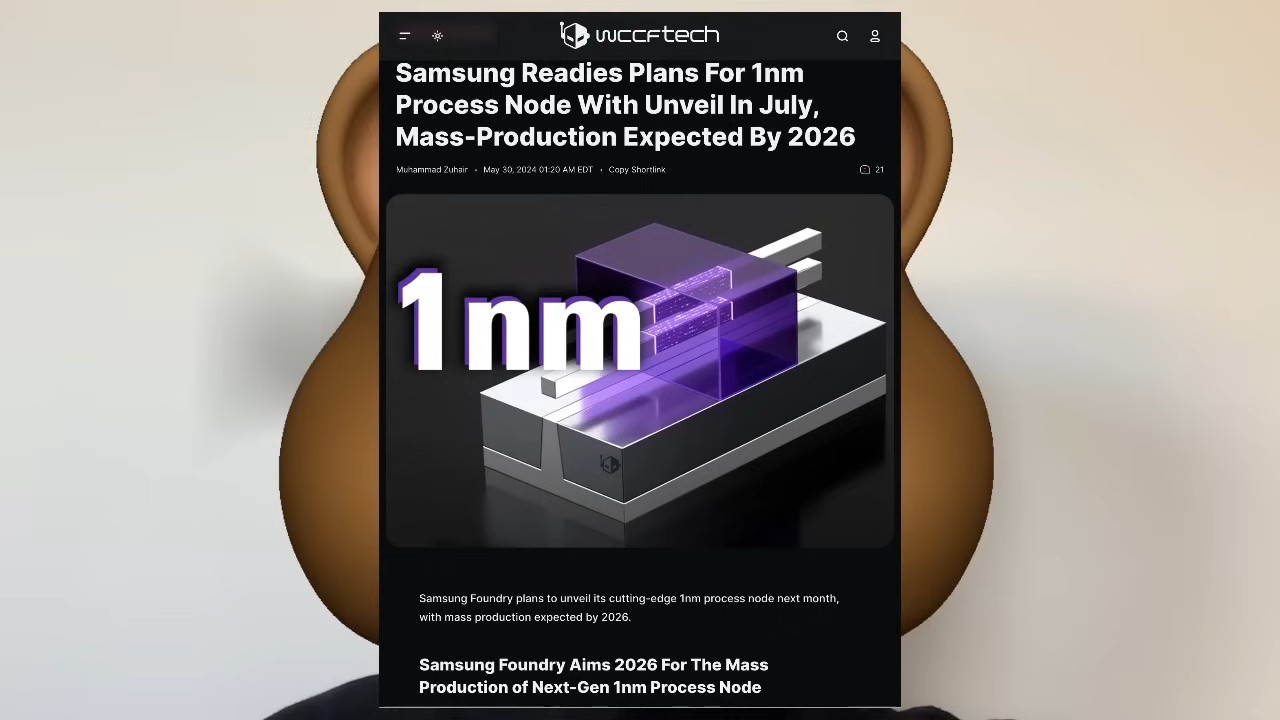 wccftech
Samsung Readies Plans For 1nm
Process Node With Unveil In July,
Mass-Production Expected By 2026
Muhammad Zuhair • May 30, 2024 01:20 AM EDT • Copy Shortlink
21
1nm
Samsung Foundry plans to unveil its cutting-edge 1nm process node next month,
with mass production expected by 2026.
Samsung Foundry Aims 2026 For The Mass
Production of Next-Gen 1nm Process Node